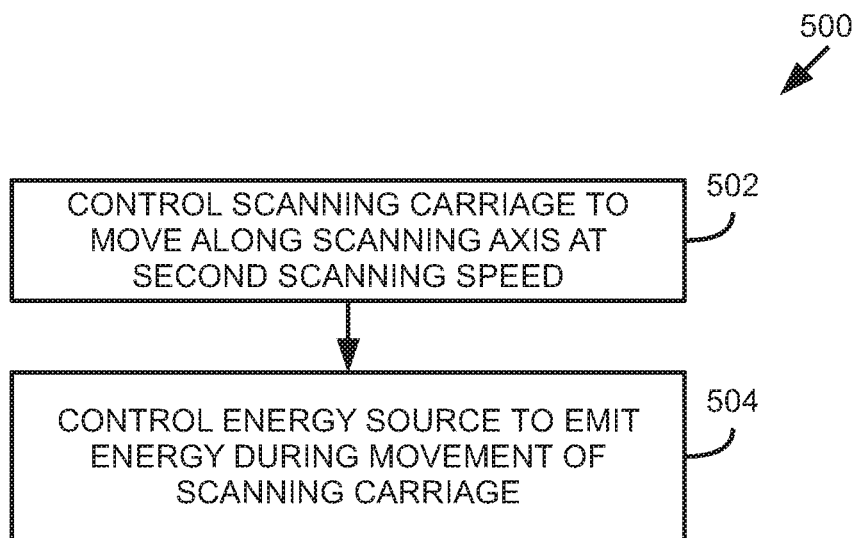 500
502
CONTROL SCANNING CARRIAGE TO
MOVE ALONG SCANNING AXIS AT
SECOND SCANNING SPEED
504
CONTROL ENERGY SOURCE TO EMIT
ENERGY DURING MOVEMENT OF
SCANNING CARRIAGE